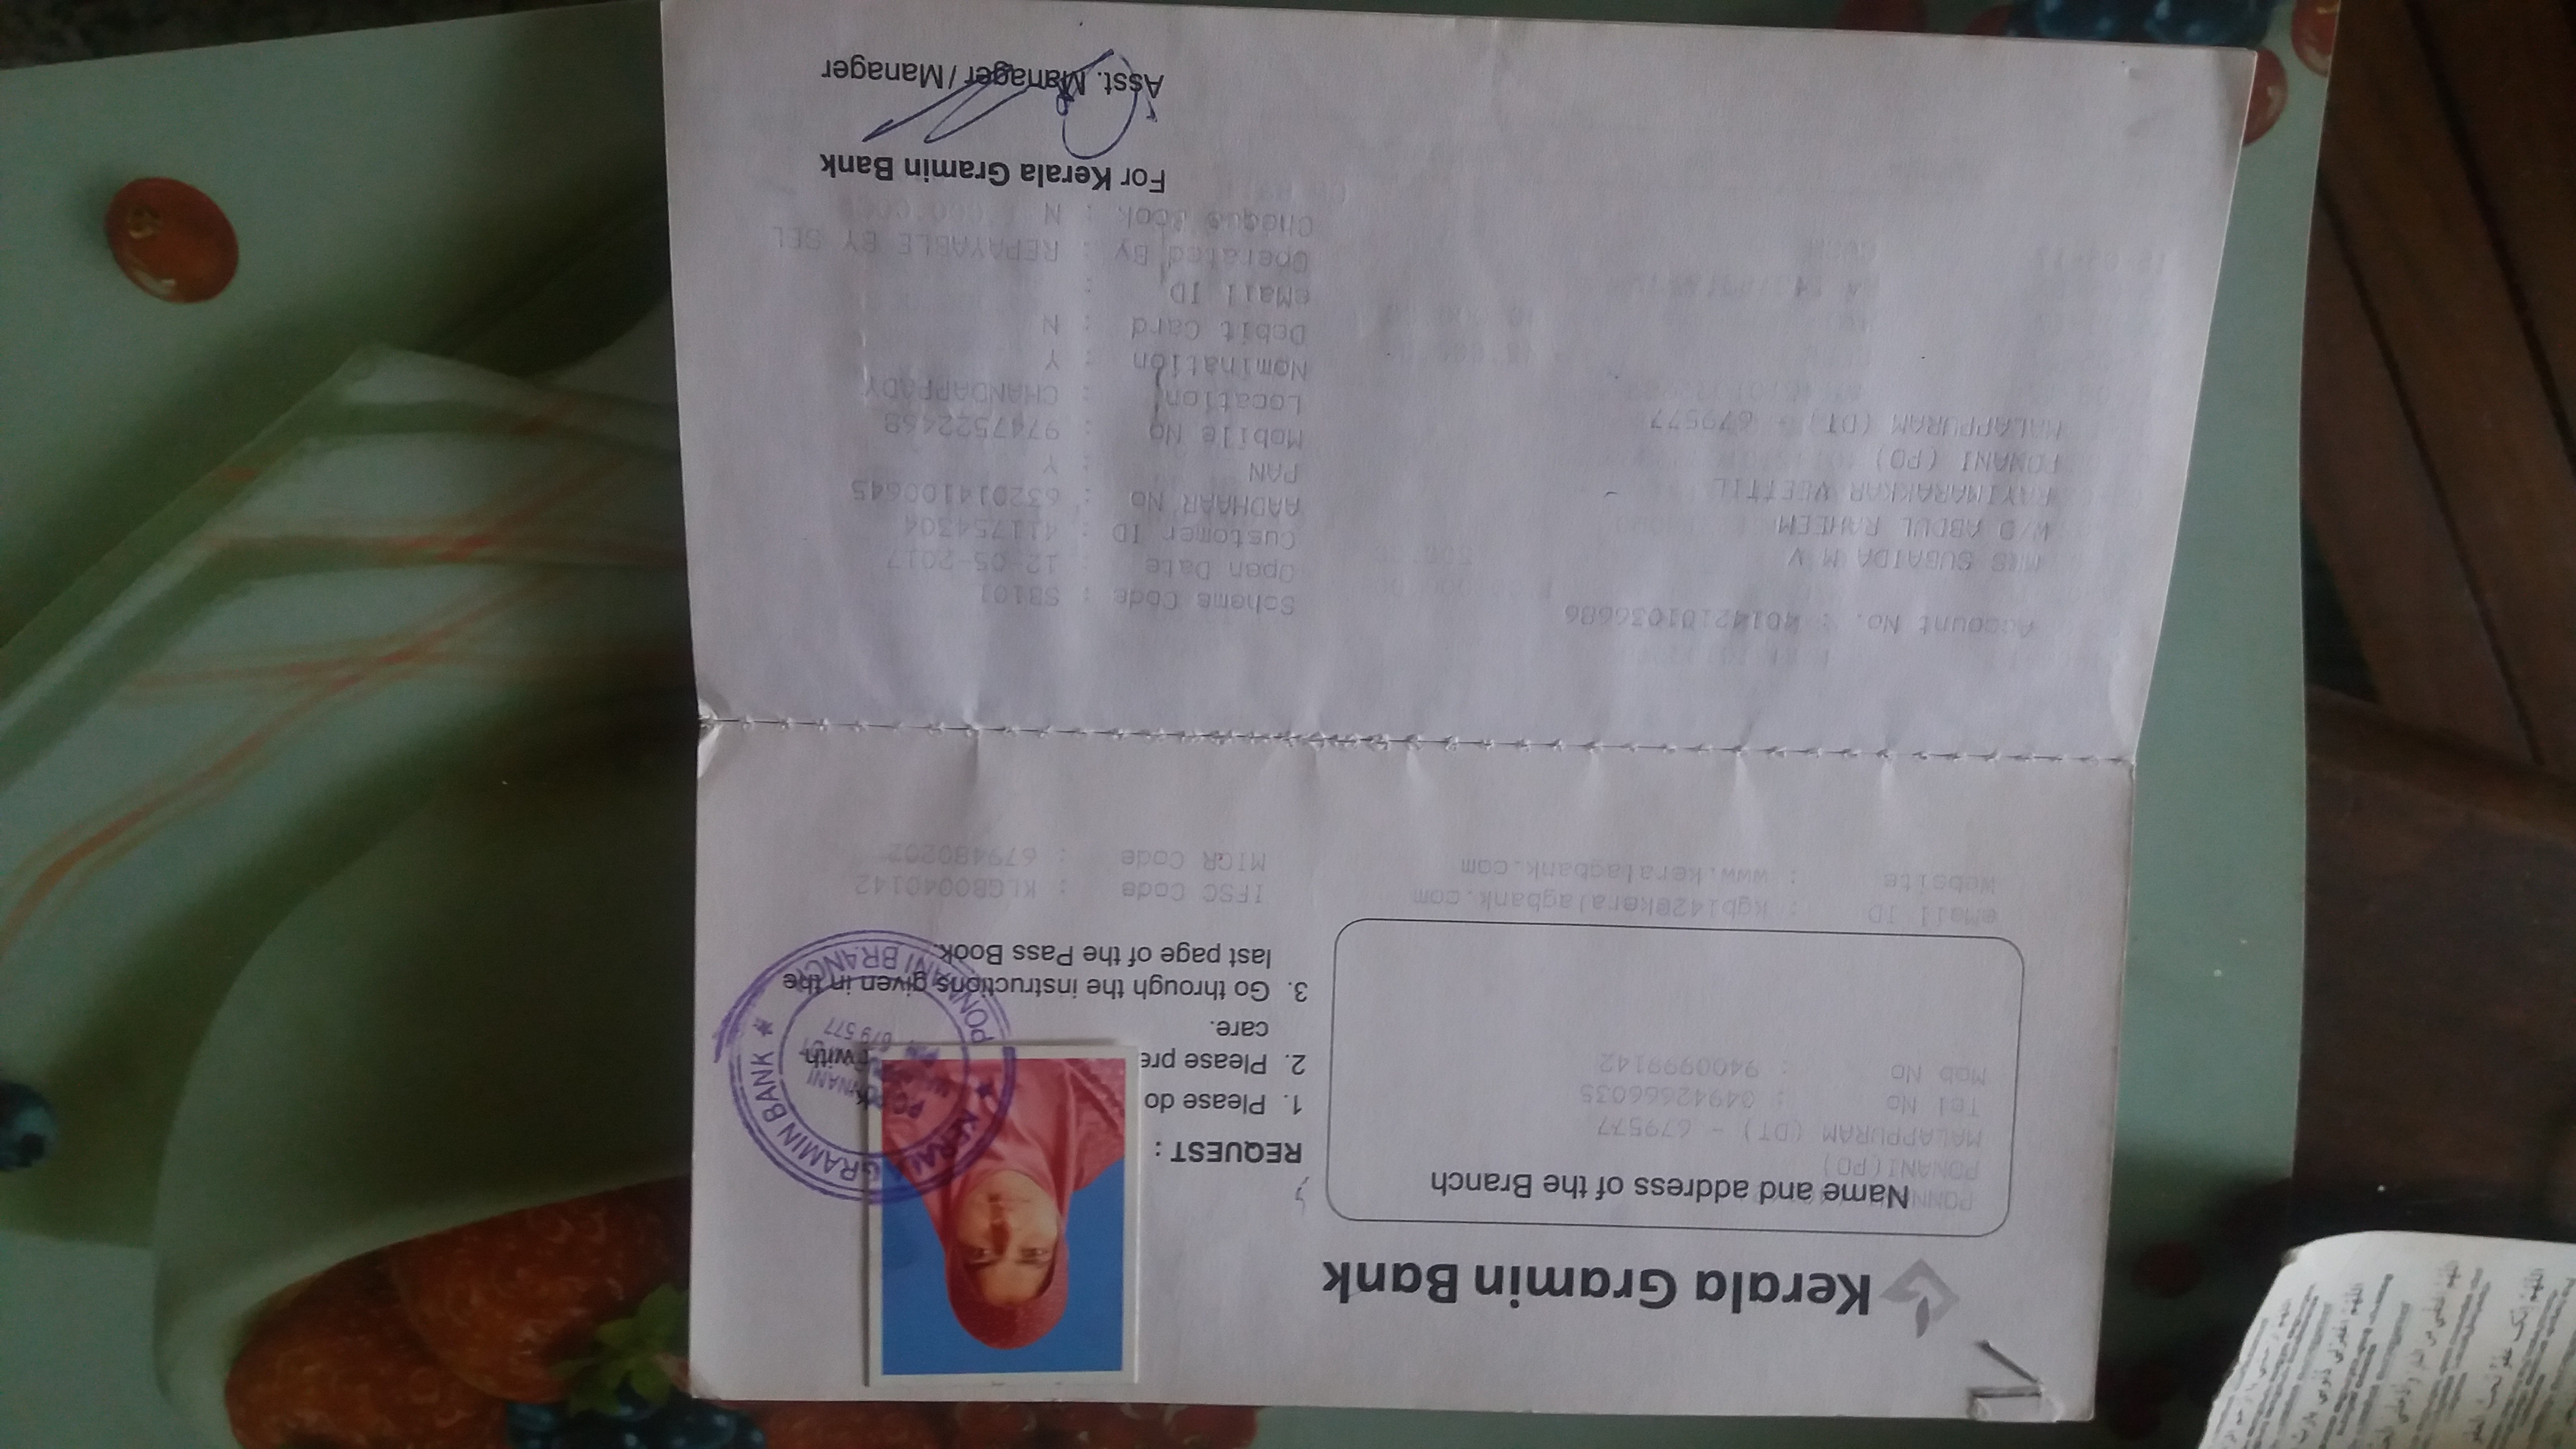 Kerala Gramin Bank
Name and address of the Branch
PONANI(PO)
MALAPPURAM (DT) - 679577
Tel No : 04942666035
Mob No : 9400999142
eMail ID : kgb142@keralagbank.com
Website : www.keralagbank.com
REQUEST :
1. Please do
2. Please pre with
care.
3. Go through the instructions given in the
last page of the Pass Book.
KERALA GRAMIN BANK
PONNANI
679 577
PONNANI BRANCH
IFSC Code : KLGB0040142
MICR Code : 679480202
Account No. : 40142101036686
MRS SUBAIDA M V
W/O ABDUL RAHEEM
RAYIMARAKKAR VEETTIL
PONANI (PO)
MALAPPURAM (DT) - 679577
Scheme Code : SB101
Open Date : 12-05-2017
Customer ID : 411754304
AADHAAR No : 632014100645
PAN : Y
Mobile No : 9747522468
Location : CHANDAPPADY
Nomination : Y
Debit Card : N
eMail ID :
Operated By : REPAYABLE BY SEL
Cheque Book : N
For Kerala Gramin Bank
Asst. Manager / Manager